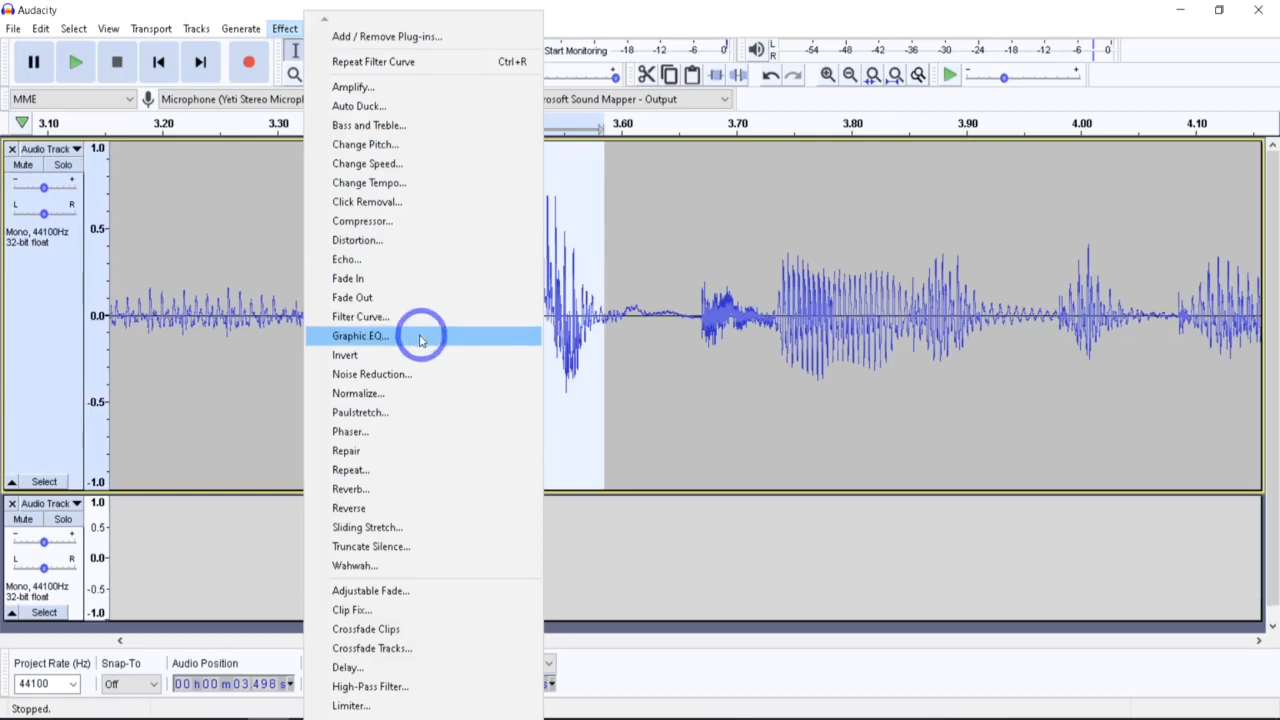 Audacity
File Edit Select View Transport Tracks Generate Effect
Add / Remove Plug-ins...
Repeat Filter Curve Ctrl+R
Amplify...
Auto Duck...
Bass and Treble...
Change Pitch...
Change Speed...
Change Tempo...
Click Removal...
Compressor...
Distortion...
Echo...
Fade In
Fade Out
Filter Curve...
Graphic EQ...
Invert
Noise Reduction...
Normalize...
Paulstretch...
Phaser...
Repair
Repeat...
Reverb...
Reverse
Sliding Stretch...
Truncate Silence...
Wahwah...
Adjustable Fade...
Clip Fix...
Crossfade Clips
Crossfade Tracks...
Delay...
High-Pass Filter...
Limiter...
Start Monitoring -18 -12 -6 0
L
R
-54 -48 -42 -36 -30 -24 -18 -12 -6 0
MME Microphone (Yeti Stereo Microp
rosoft Sound Mapper - Output
3.10 3.20 3.30 3.60 3.70 3.80 3.90 4.00 4.10
Audio Track
Mute Solo
- +
L R
Mono, 44100Hz
32-bit float
Select
1.0
0.5-
0.0-
-0.5-
-1.0
Audio Track
Mute Solo
- +
L R
Mono, 44100Hz
32-bit float
Select
1.0
0.5-
0.0-
-0.5-
-1.0
Project Rate (Hz) Snap-To Audio Position
44100 Off 00 h 00 m 03.498 s
s
Stopped.